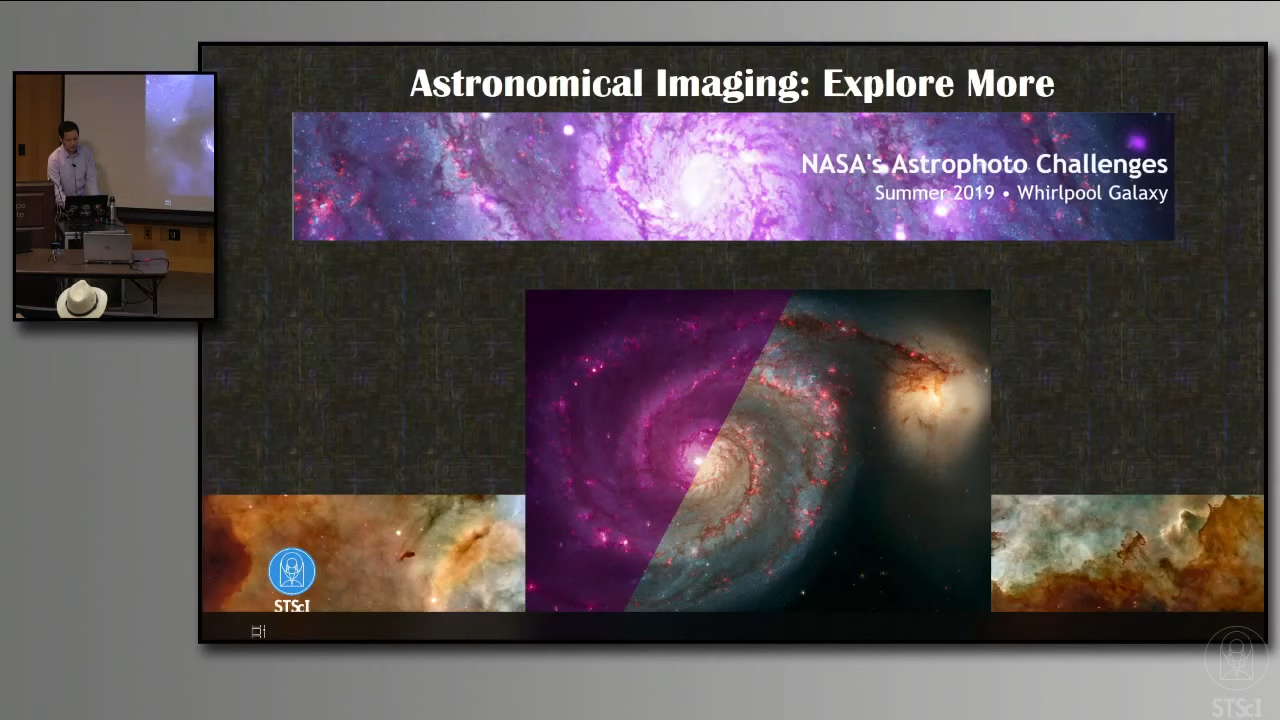 Astronomical Imaging: Explore More
NASA's Astrophoto Challenges
Summer 2019 • Whirlpool Galaxy
STScI
STScI